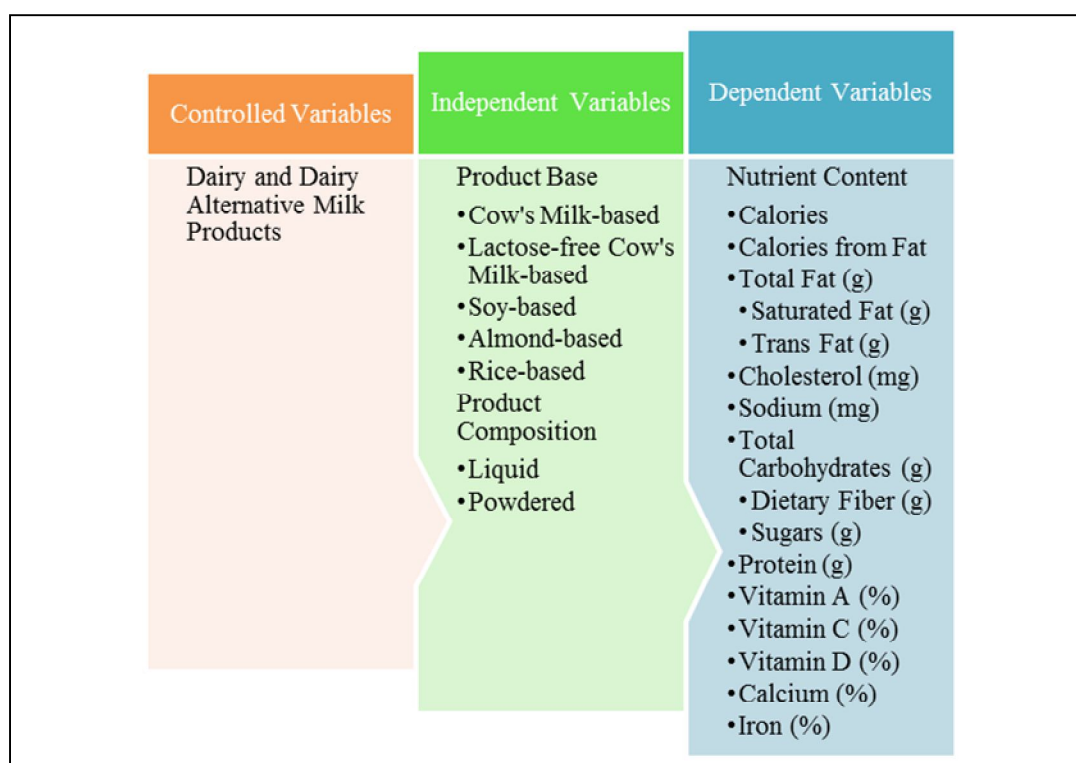 Controlled Variables
Dairy and Dairy
Alternative Milk
Products
Independent Variables
Product Base
•Cow's Milk-based
•Lactose-free Cow's
Milk-based
•Soy-based
•Almond-based
•Rice-based
Product
Composition
•Liquid
•Powdered
Dependent Variables
Nutrient Content
•Calories
•Calories from Fat
•Total Fat (g)
•Saturated Fat (g)
•Trans Fat (g)
•Cholesterol (mg)
•Sodium (mg)
•Total
Carbohydrates (g)
•Dietary Fiber (g)
•Sugars (g)
•Protein (g)
•Vitamin A (%)
•Vitamin C (%)
•Vitamin D (%)
•Calcium (%)
•Iron (%)